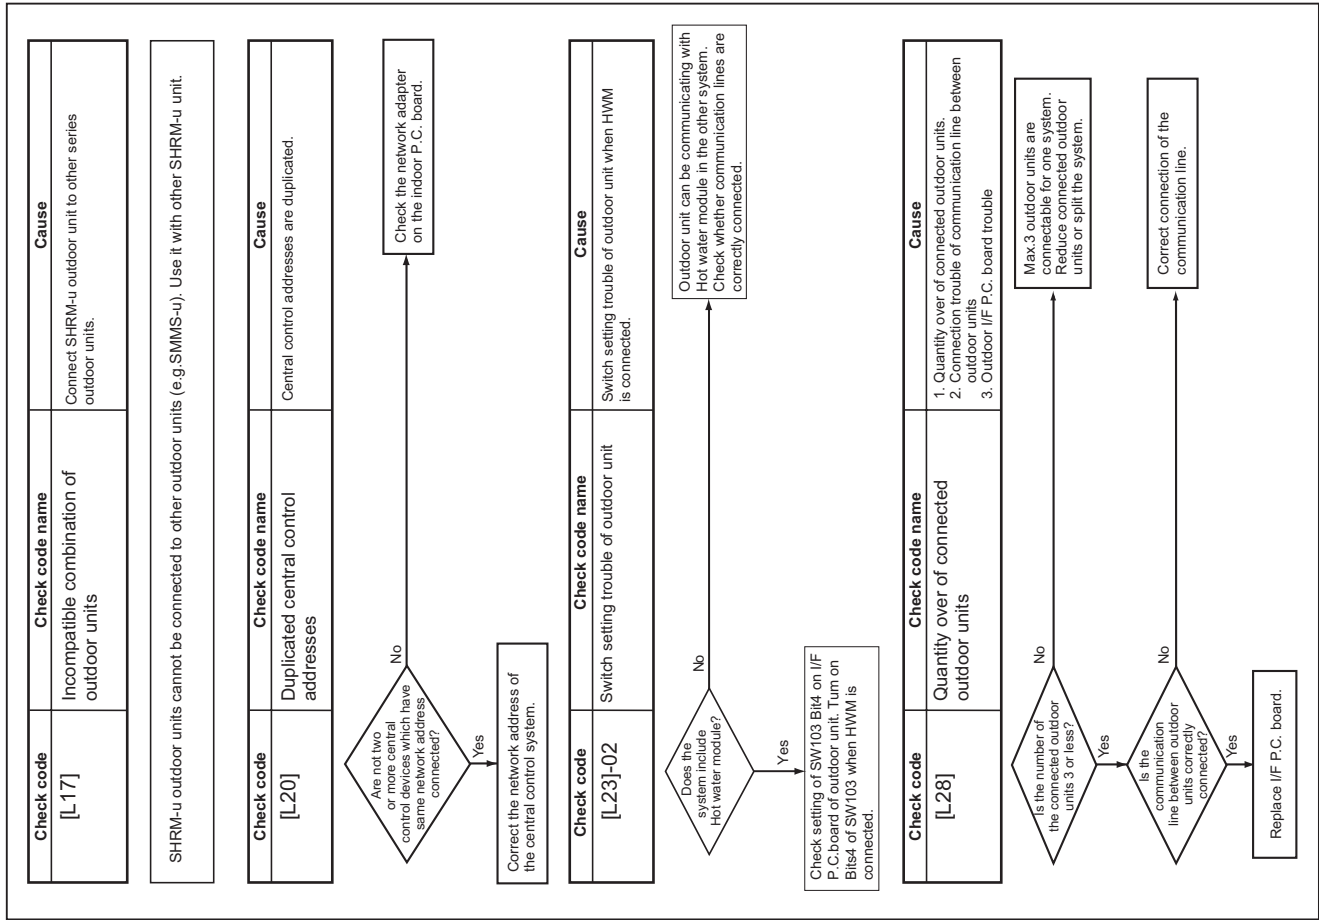 Check code
Check code name
Cause
[L17]
Incompatible combination of
outdoor units
Connect SHRM-u outdoor unit to other series
outdoor units.
SHRM-u outdoor units cannot be connected to other outdoor units (e.g.SMMS-u). Use it with other SHRM-u unit.
Check code
Check code name
Cause
[L20]
Duplicated central control
addresses
Central control addresses are duplicated.
Are not two
or more central
control devices which have
same network address
connected?
No
Check the network adapter
on the indoor P.C. board.
Yes
Correct the network address of
the central control system.
Check code
Check code name
Cause
[L23]-02
Switch setting trouble of outdoor unit
Switch setting trouble of outdoor unit when HWM
is connected.
Does the
system include
Hot water module?
No
Outdoor unit can be communicating with
Hot water module in the other system.
Check whether communication lines are
correctly connected.
Yes
Check setting of SW103 Bit4 on I/F
P.C.board of outdoor unit. Turn on
Bits4 of SW103 when HWM is
connected.
Check code
Check code name
Cause
[L28]
Quantity over of connected
outdoor units
1. Quantity over of connected outdoor units.
2. Connection trouble of communication line between
outdoor units
3. Outdoor I/F P.C. board trouble
Is the number of
the connected outdoor
units 3 or less?
No
Max.3 outdoor units are
connectable for one system.
Reduce connected outdoor
units or split the system.
Yes
Is the
communication
line between outdoor
units correctly
connected?
No
Correct connection of the
communication line.
Yes
Replace I/F P.C. board.